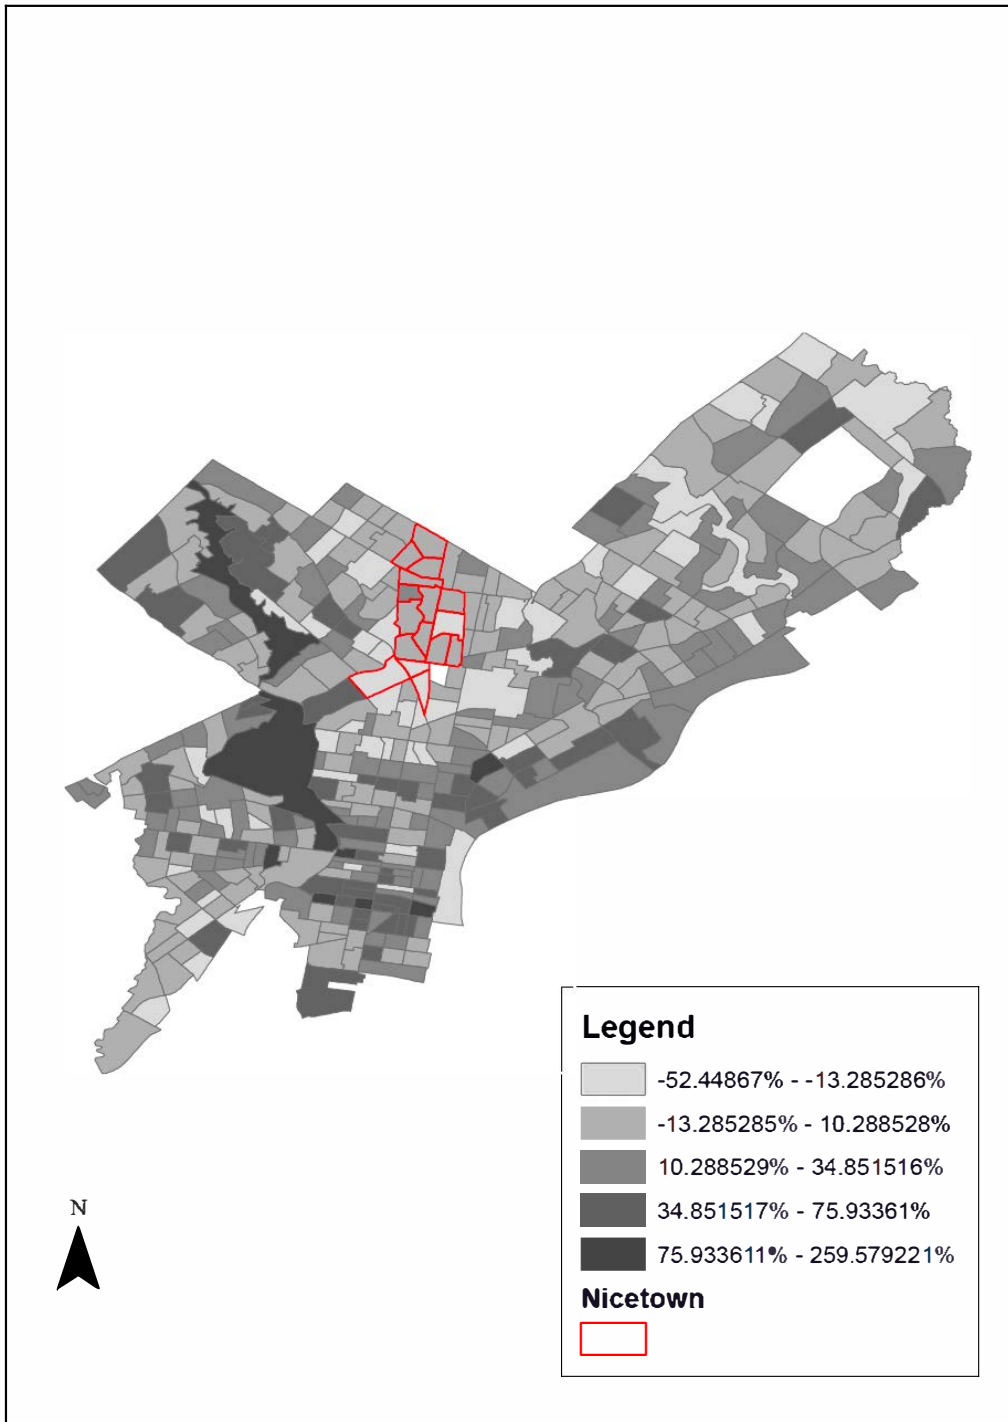 Legend
-52.44867% - -13.285286%
-13.285285% - 10.288528%
10.288529% - 34.851516%
34.851517% - 75.93361%
75.933611% - 259.579221%
N
Nicetown